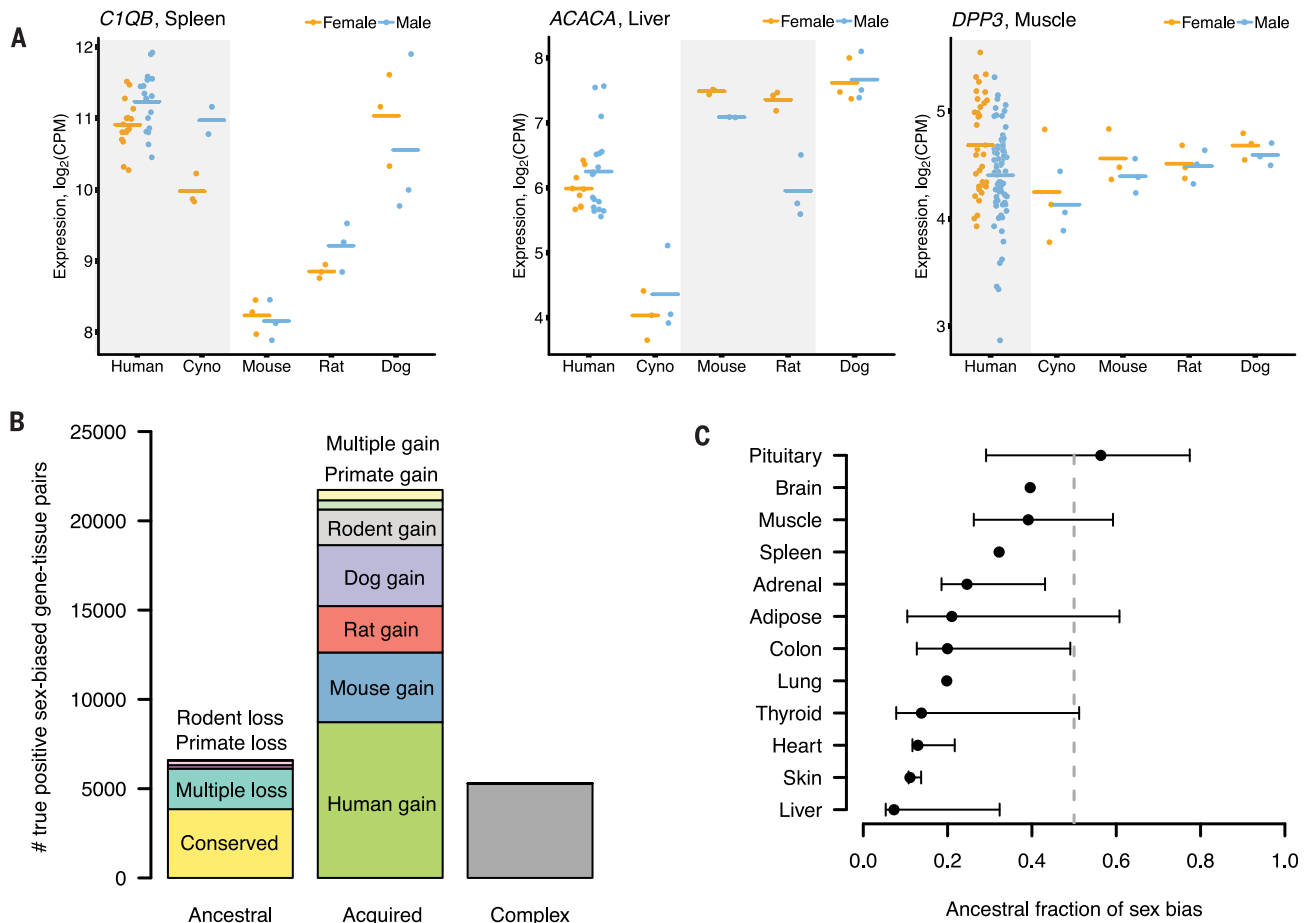 A
C1QB, Spleen
Female Male
Expression, log2(CPM)
12
11
10
9
8
Human Cyno Mouse Rat Dog
ACACA, Liver
Female Male
Expression, log2(CPM)
8
7
6
5
4
Human Cyno Mouse Rat Dog
DPP3, Muscle
Female Male
Expression, log2(CPM)
5
4
3
Human Cyno Mouse Rat Dog
B
# true positive sex-biased gene-tissue pairs
25000
20000
15000
10000
5000
0
Rodent loss
Primate loss
Multiple loss
Conserved
Multiple gain
Primate gain
Rodent gain
Dog gain
Rat gain
Mouse gain
Human gain
Ancestral Acquired Complex
C
Pituitary
Brain
Muscle
Spleen
Adrenal
Adipose
Colon
Lung
Thyroid
Heart
Skin
Liver
0.0 0.2 0.4 0.6 0.8 1.0
Ancestral fraction of sex bias